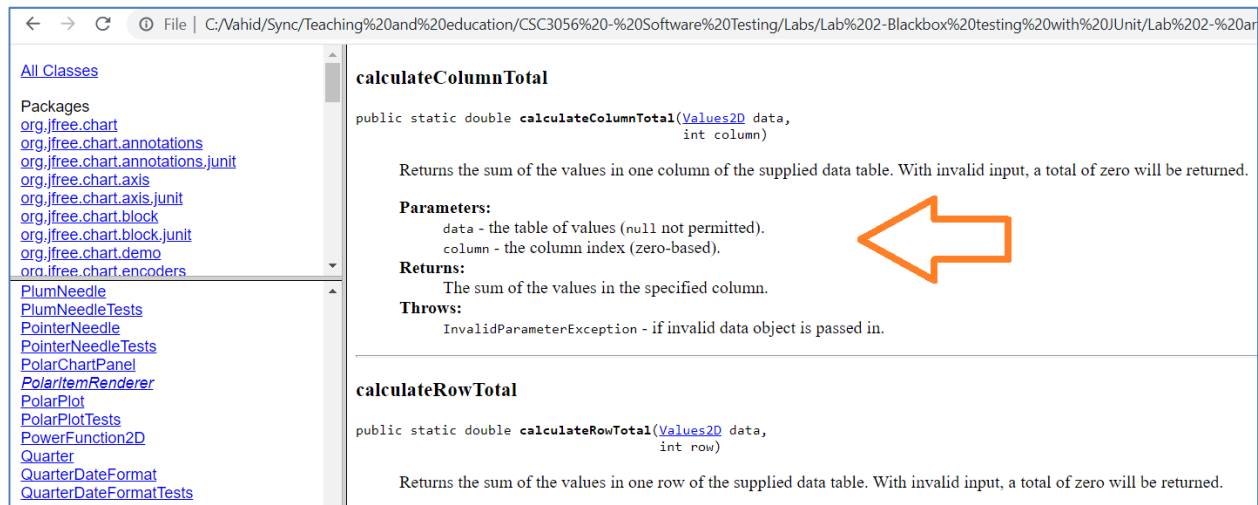 File | C:/Vahid/Sync/Teaching%20and%20education/CSC3056%20-%20Software%20Testing/Labs/Lab%202-Blackbox%20testing%20with%20JUnit/Lab%202-%20ar
All Classes
Packages
org.jfree.chart
org.jfree.chart.annotations
org.jfree.chart.annotations.junit
org.jfree.chart.axis
org.jfree.chart.axis.junit
org.jfree.chart.block
org.jfree.chart.block.junit
org.jfree.chart.demo
org.jfree.chart.encoders
PlumNeedle
PlumNeedleTests
PointerNeedle
PointerNeedleTests
PolarChartPanel
PolarItemRenderer
PolarPlot
PolarPlotTests
PowerFunction2D
Quarter
QuarterDateFormat
QuarterDateFormatTests
calculateColumnTotal
public static double calculateColumnTotal(Values2D data,
int column)
Returns the sum of the values in one column of the supplied data table. With invalid input, a total of zero will be returned.
Parameters:
data - the table of values (null not permitted).
column - the column index (zero-based).
Returns:
The sum of the values in the specified column.
Throws:
InvalidParameterException - if invalid data object is passed in.
calculateRowTotal
public static double calculateRowTotal(Values2D data,
int row)
Returns the sum of the values in one row of the supplied data table. With invalid input, a total of zero will be returned.